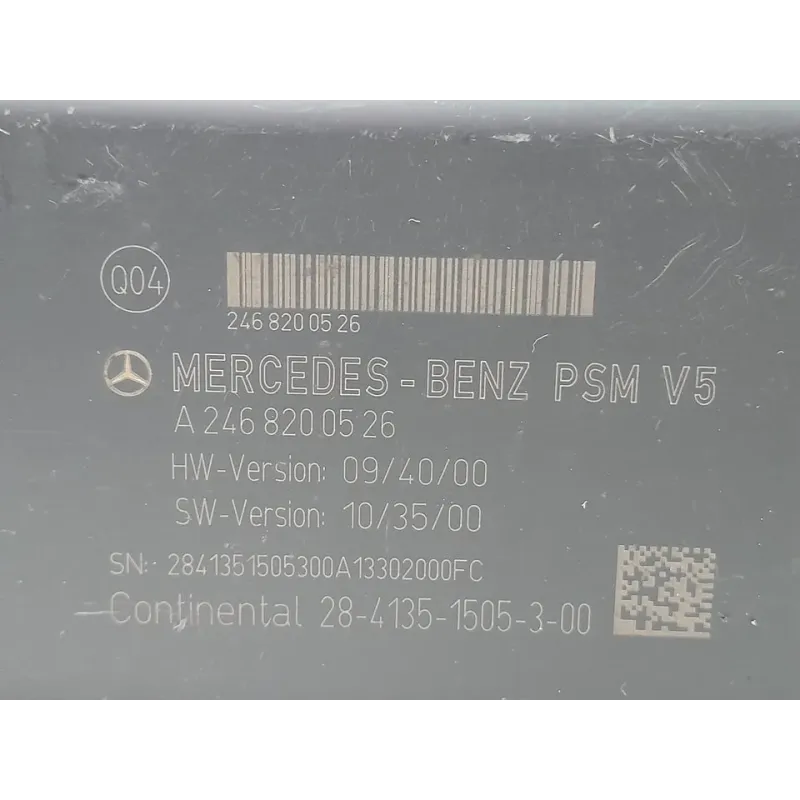 Q04
246 820 05 26
MERCEDES-BENZ PSM V5
A 246 820 05 26
HW-Version: 09/40/00
SW-Version: 10/35/00
SN: 2841351505300A13302000FC
Continental 28-4135-1505-3-00